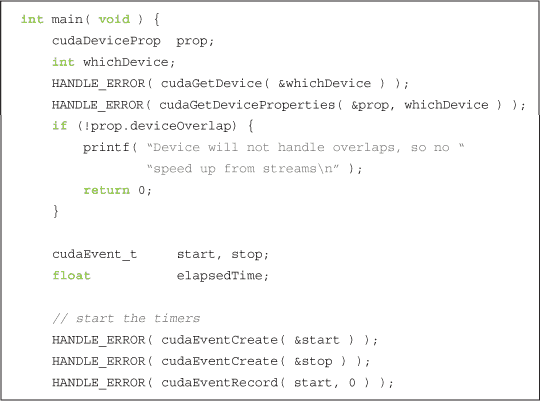 int main( void ) {
    cudaDeviceProp  prop;
    int whichDevice;
    HANDLE_ERROR( cudaGetDevice( &whichDevice ) );
    HANDLE_ERROR( cudaGetDeviceProperties( &prop, whichDevice ) );
    if (!prop.deviceOverlap) {
        printf( “Device will not handle overlaps, so no “
                “speed up from streams\n” );
        return 0;
    }

    cudaEvent_t     start, stop;
    float           elapsedTime;

    // start the timers
    HANDLE_ERROR( cudaEventCreate( &start ) );
    HANDLE_ERROR( cudaEventCreate( &stop ) );
    HANDLE_ERROR( cudaEventRecord( start, 0 ) );